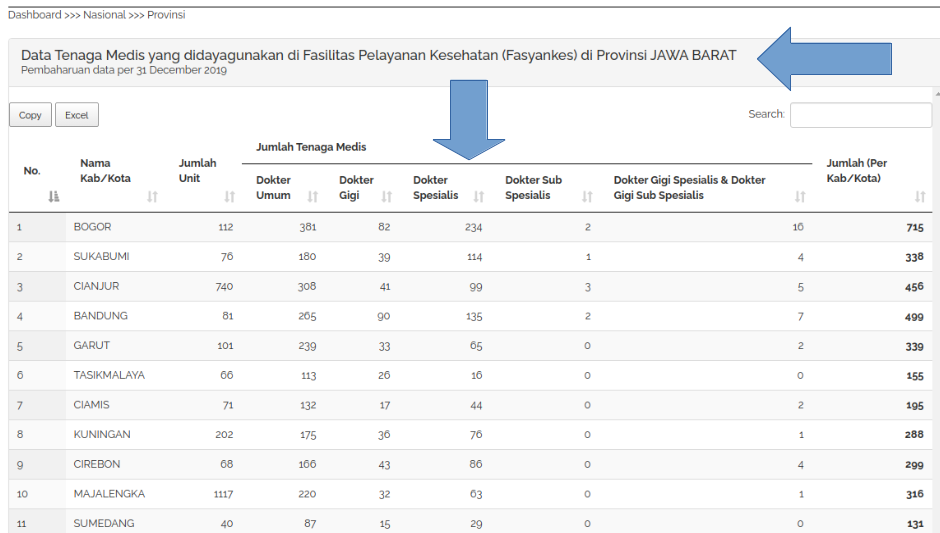 Dashboard >>> Nasional >>> Provinsi
Data Tenaga Medis yang didayagunakan di Fasilitas Pelayanan Kesehatan (Fasyankes) di Provinsi JAWA BARAT
Pembaharuan data per 31 December 2019
Copy Excel Search:
No. Nama Kab/Kota Jumlah Unit Jumlah Tenaga Medis Jumlah (Per Kab/Kota)
Dokter Umum Dokter Gigi Dokter Spesialis Dokter Sub Spesialis Dokter Gigi Spesialis & Dokter Gigi Sub Spesialis
1 BOGOR 112 381 82 234 2 16 715
2 SUKABUMI 76 180 39 114 1 4 338
3 CIANJUR 740 308 41 99 3 5 456
4 BANDUNG 81 265 90 135 2 7 499
5 GARUT 101 239 33 65 0 2 339
6 TASIKMALAYA 66 113 26 16 0 0 155
7 CIAMIS 71 132 17 44 0 2 195
8 KUNINGAN 202 175 36 76 0 1 288
9 CIREBON 68 166 43 86 0 4 299
10 MAJALENGKA 1117 220 32 63 0 1 316
11 SUMEDANG 40 87 15 29 0 0 131